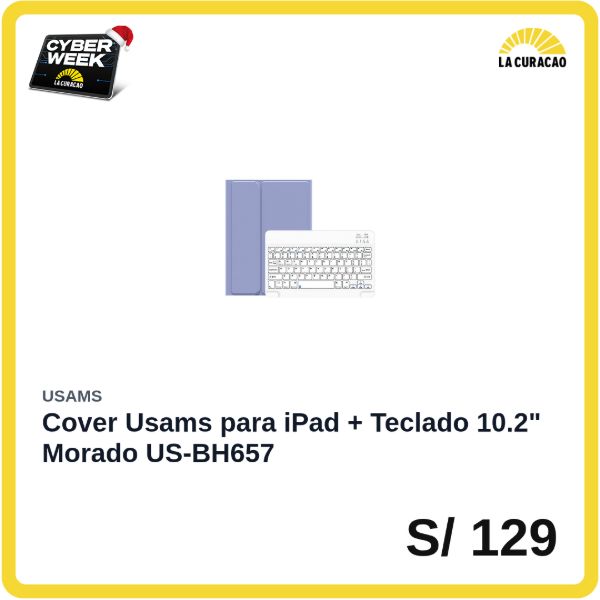 CYBER
WEEK
LA CURACAO
LA CURACAO
USAMS
Cover Usams para iPad + Teclado 10.2"
Morado US-BH657
S/ 129